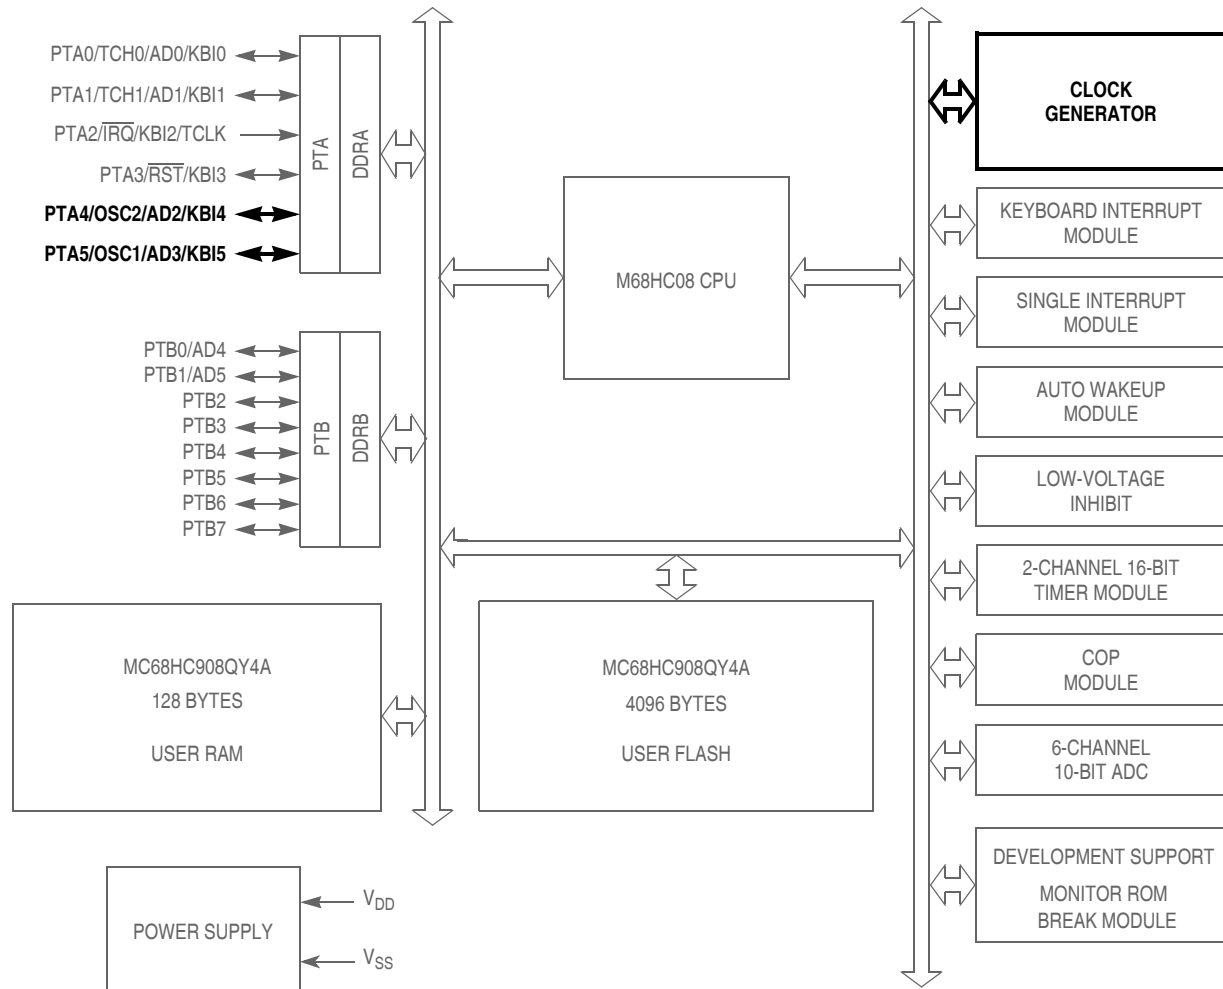 PTA0/TCH0/AD0/KBI0
PTA1/TCH1/AD1/KBI1
PTA2/IRQ/KBI2/TCLK
PTA3/RST/KBI3
PTA4/OSC2/AD2/KBI4
PTA5/OSC1/AD3/KBI5
PTA
DDRA
PTB0/AD4
PTB1/AD5
PTB2
PTB3
PTB4
PTB5
PTB6
PTB7
PTB
DDRB
M68HC08 CPU
MC68HC908QY4A
128 BYTES
USER RAM
MC68HC908QY4A
4096 BYTES
USER FLASH
POWER SUPPLY
VDD
VSS
CLOCK
GENERATOR
KEYBOARD INTERRUPT
MODULE
SINGLE INTERRUPT
MODULE
AUTO WAKEUP
MODULE
LOW-VOLTAGE
INHIBIT
2-CHANNEL 16-BIT
TIMER MODULE
COP
MODULE
6-CHANNEL
10-BIT ADC
DEVELOPMENT SUPPORT
MONITOR ROM
BREAK MODULE